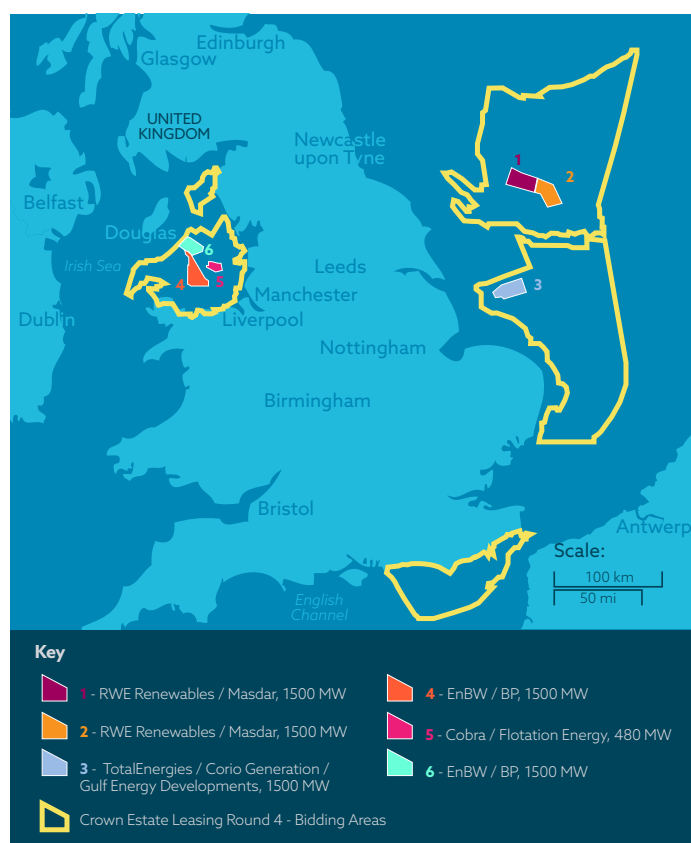 Edinburgh
Glasgow
UNITED
KINGDOM
Newcastle
upon Tyne
1
2
Belfast
Douglas
6
Irish Sea
Leeds
4
5
3
Manchester
Dublin
Liverpool
Nottingham
Birmingham
Bristol
Antwerp
Scale:
100 km
50 mi
English
Channel
Key
1 - RWE Renewables / Masdar, 1500 MW
2 - RWE Renewables / Masdar, 1500 MW
3 - TotalEnergies / Corio Generation /
Gulf Energy Developments, 1500 MW
4 - EnBW / BP, 1500 MW
5 - Cobra / Flotation Energy, 480 MW
6 - EnBW / BP, 1500 MW
Crown Estate Leasing Round 4 - Bidding Areas